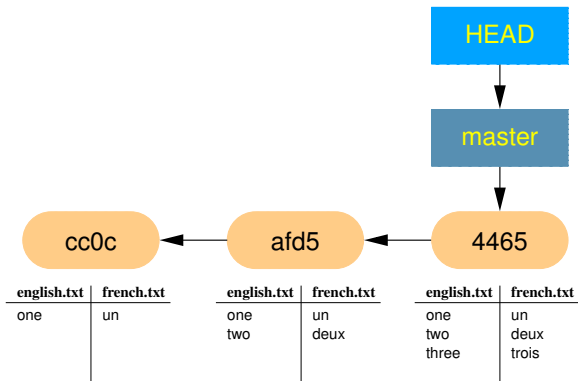 HEAD
master
cc0c afd5 4465
english.txt french.txt english.txt french.txt english.txt french.txt
one un one un one un
two deux two deux
three trois